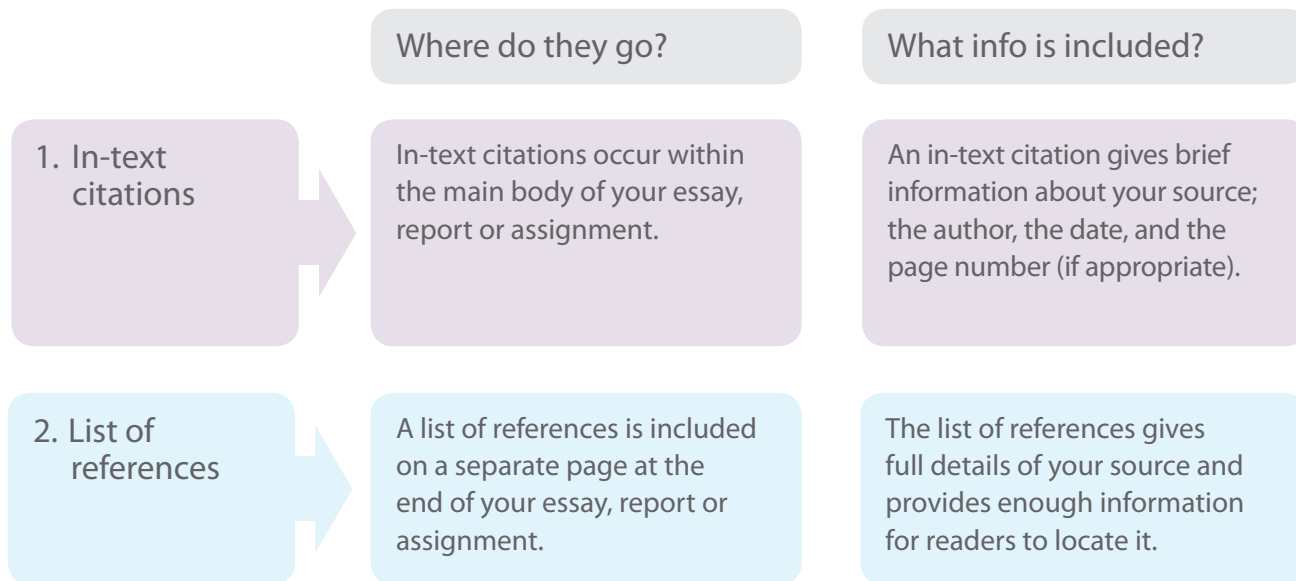 Where do they go?
What info is included?
1. In-text
citations
In-text citations occur within
the main body of your essay,
report or assignment.
An in-text citation gives brief
information about your source;
the author, the date, and the
page number (if appropriate).
2. List of
references
A list of references is included
on a separate page at the
end of your essay, report or
assignment.
The list of references gives
full details of your source and
provides enough information
for readers to locate it.